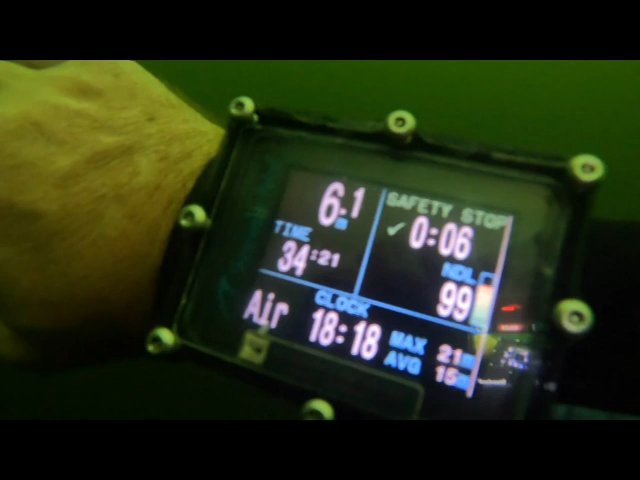 6.1
m
SAFETY STOP
✓ 0:06
TIME
34:21
NDL
99
Air
CLOCK
18:18
MAX 21m
AVG 15m